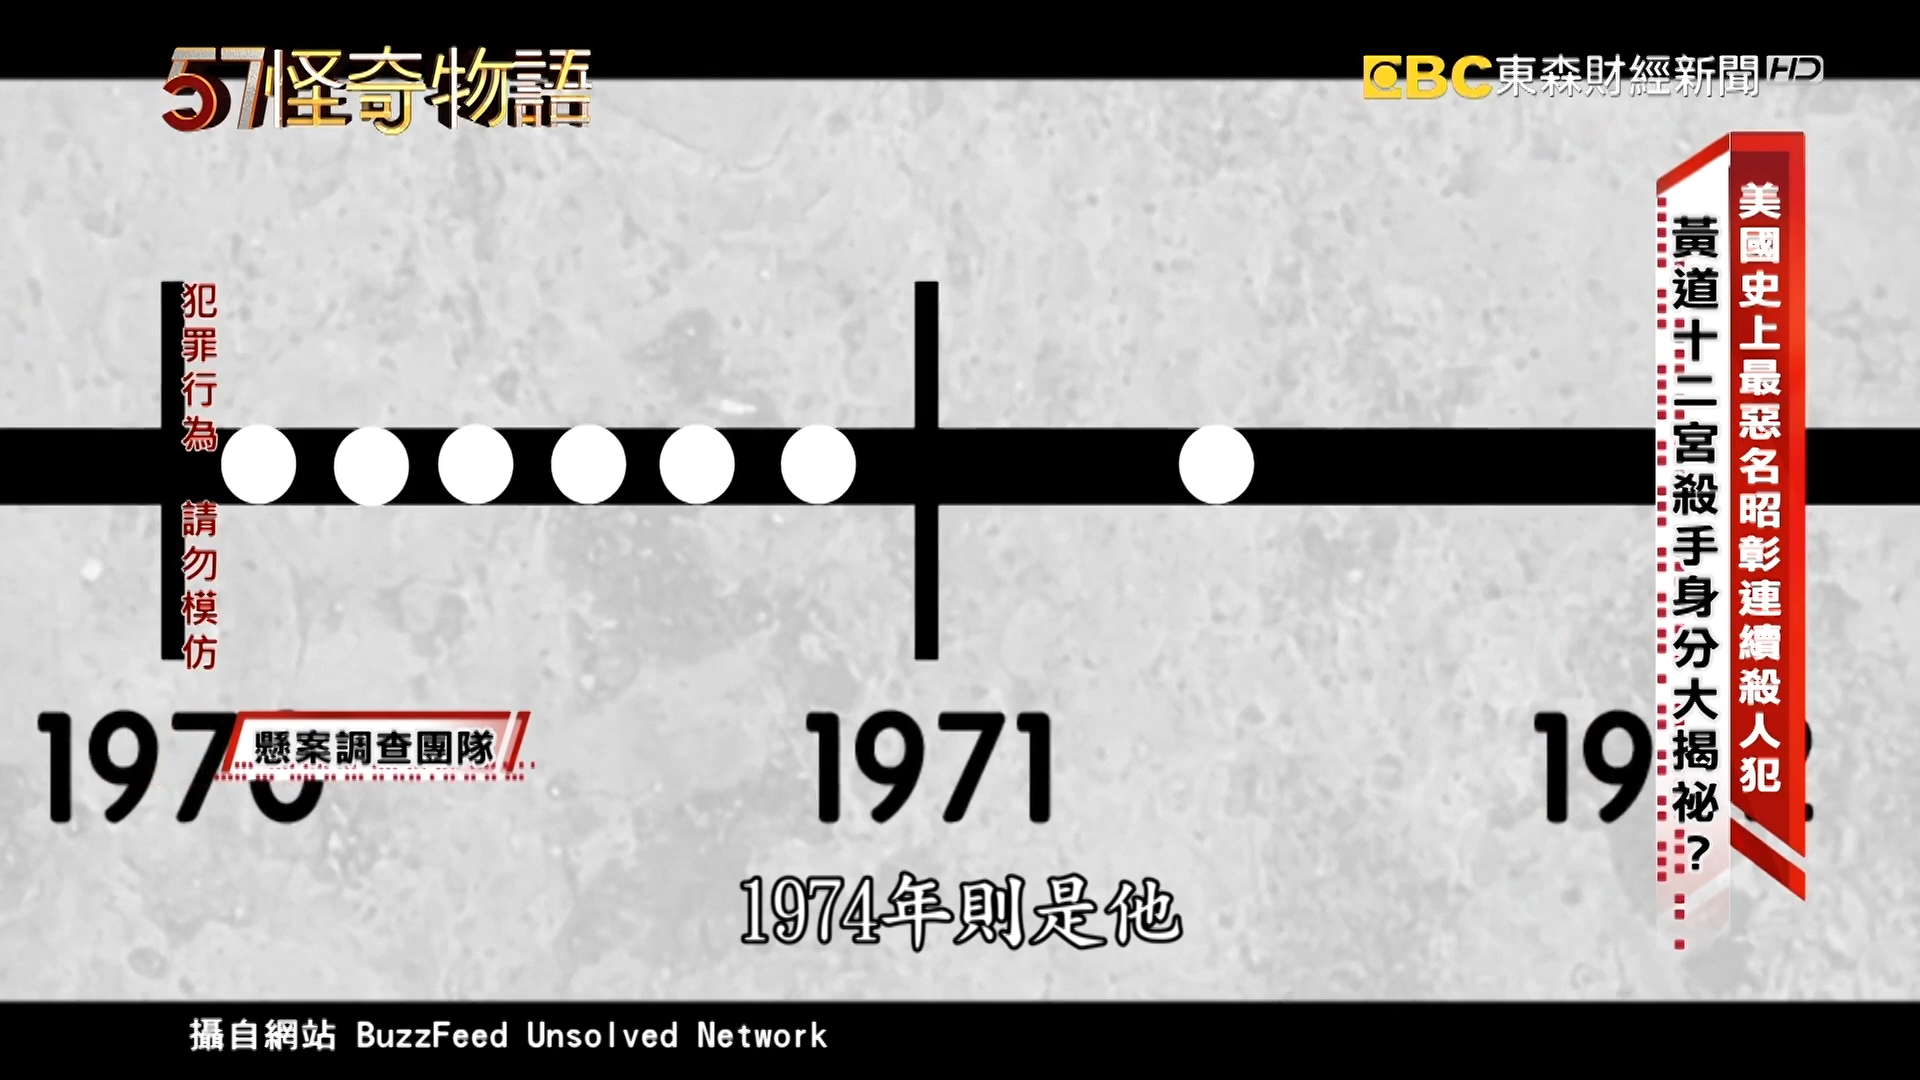 57怪奇物語
EBC東森財經新聞HD
美國史上最惡名昭彰連續殺人犯
黃道十二宮殺手身分大揭祕？
犯罪行為 請勿模仿
1970
1971
1972
懸案調查團隊
1974年則是他
攝自網站 BuzzFeed Unsolved Network